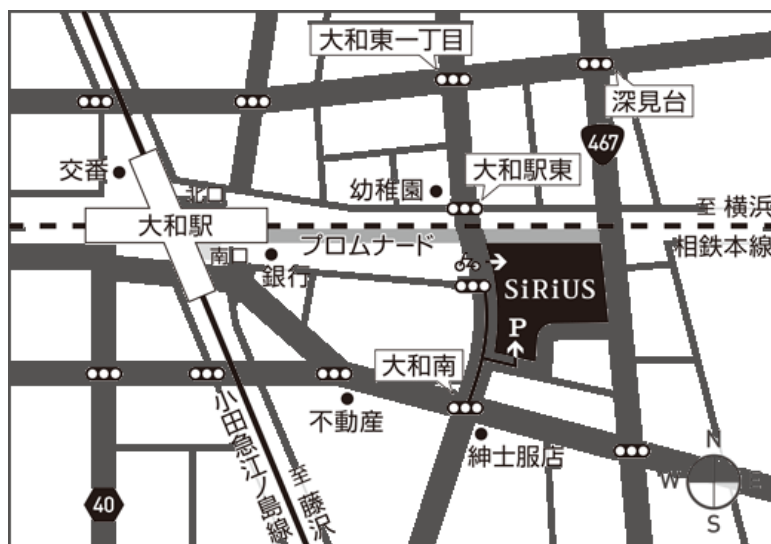 大和東一丁目
深見台
467
交番
北口
幼稚園
大和駅東
至 横浜
大和駅
プロムナード
相鉄本線
南口
銀行
SiRiUS
P
大和南
不動産
紳士服店
小田急江ノ島線
至 藤沢
40
N
W
E
S